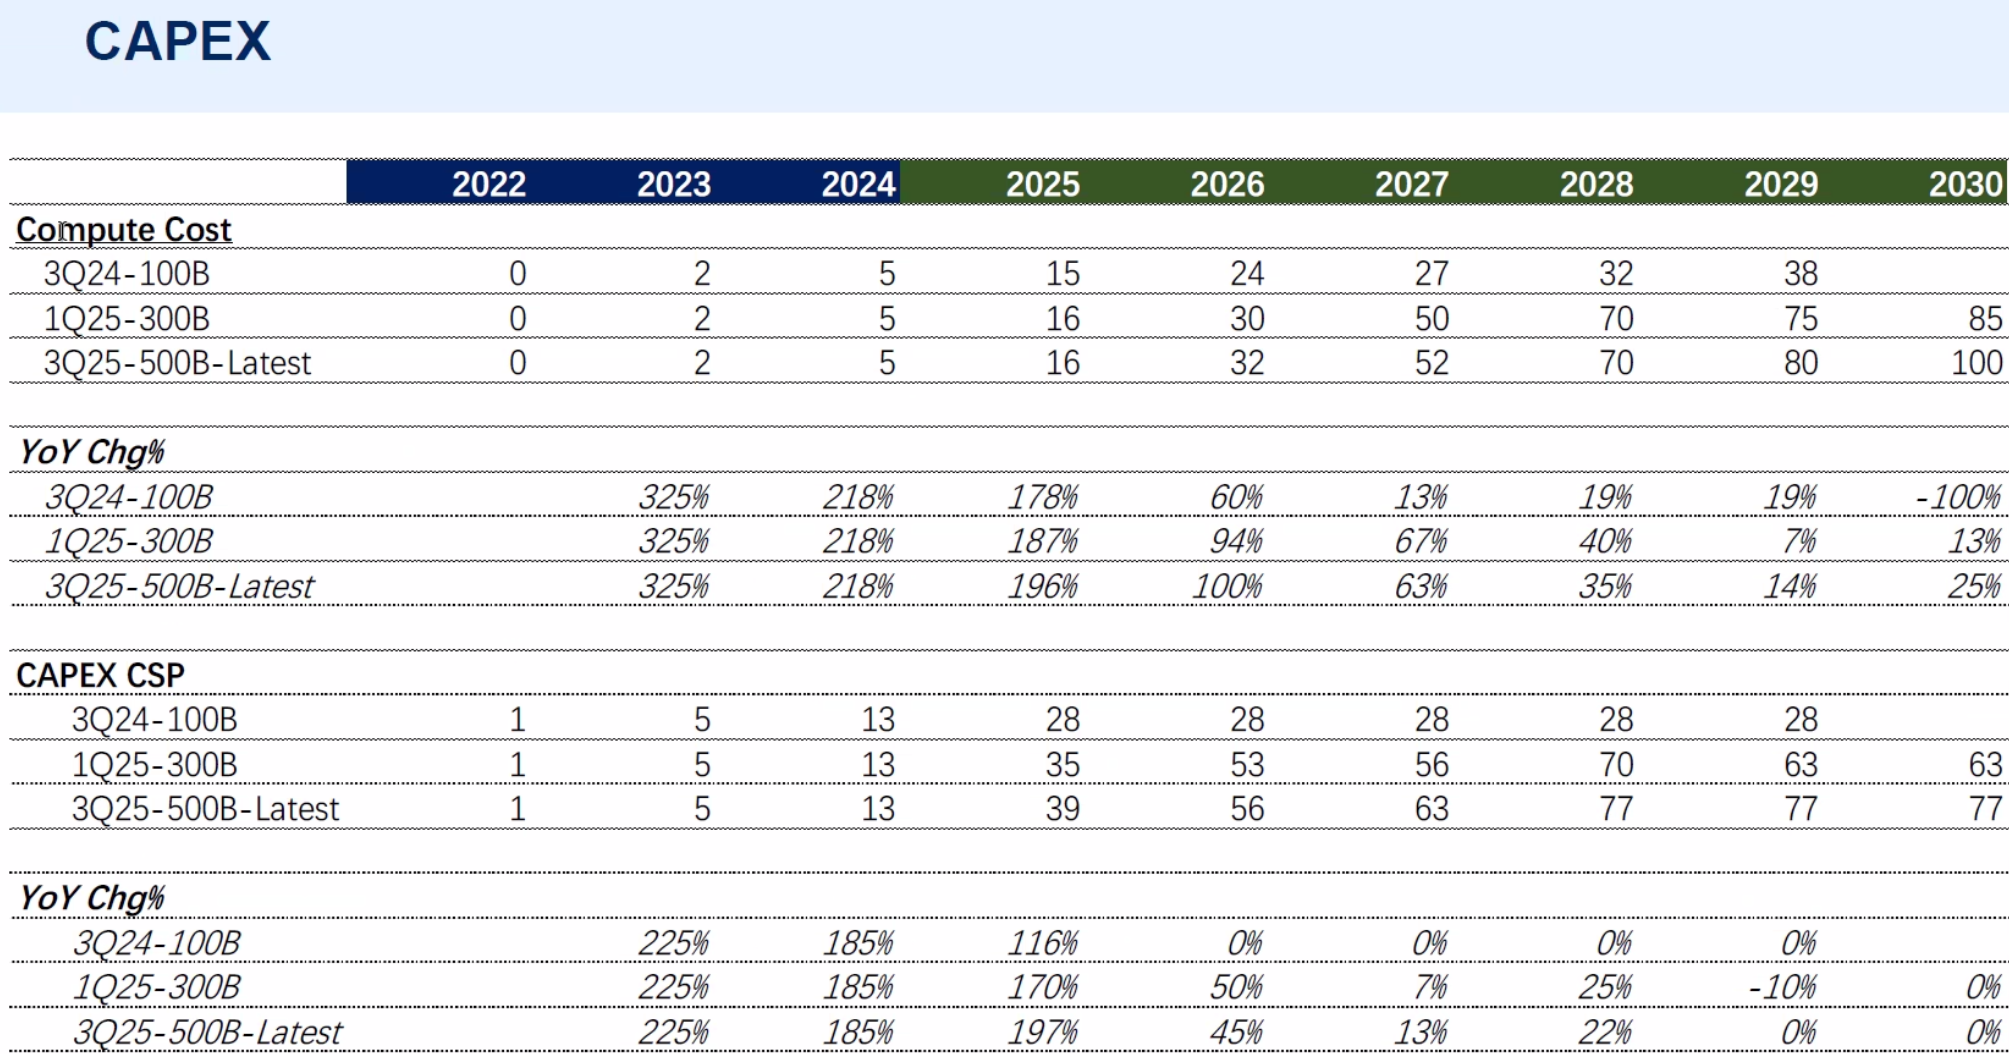 CAPEX
2022 2023 2024 2025 2026 2027 2028 2029 2030
Compute Cost
3Q24-100B 0 2 5 15 24 27 32 38
1Q25-300B 0 2 5 16 30 50 70 75 85
3Q25-500B-Latest 0 2 5 16 32 52 70 80 100
YoY Chg%
3Q24-100B 325% 218% 178% 60% 13% 19% 19% -100%
1Q25-300B 325% 218% 187% 94% 67% 40% 7% 13%
3Q25-500B-Latest 325% 218% 196% 100% 63% 35% 14% 25%
CAPEX CSP
3Q24-100B 1 5 13 28 28 28 28 28
1Q25-300B 1 5 13 35 53 56 70 63 63
3Q25-500B-Latest 1 5 13 39 56 63 77 77 77
YoY Chg%
3Q24-100B 225% 185% 116% 0% 0% 0% 0%
1Q25-300B 225% 185% 170% 50% 7% 25% -10% 0%
3Q25-500B-Latest 225% 185% 197% 45% 13% 22% 0% 0%